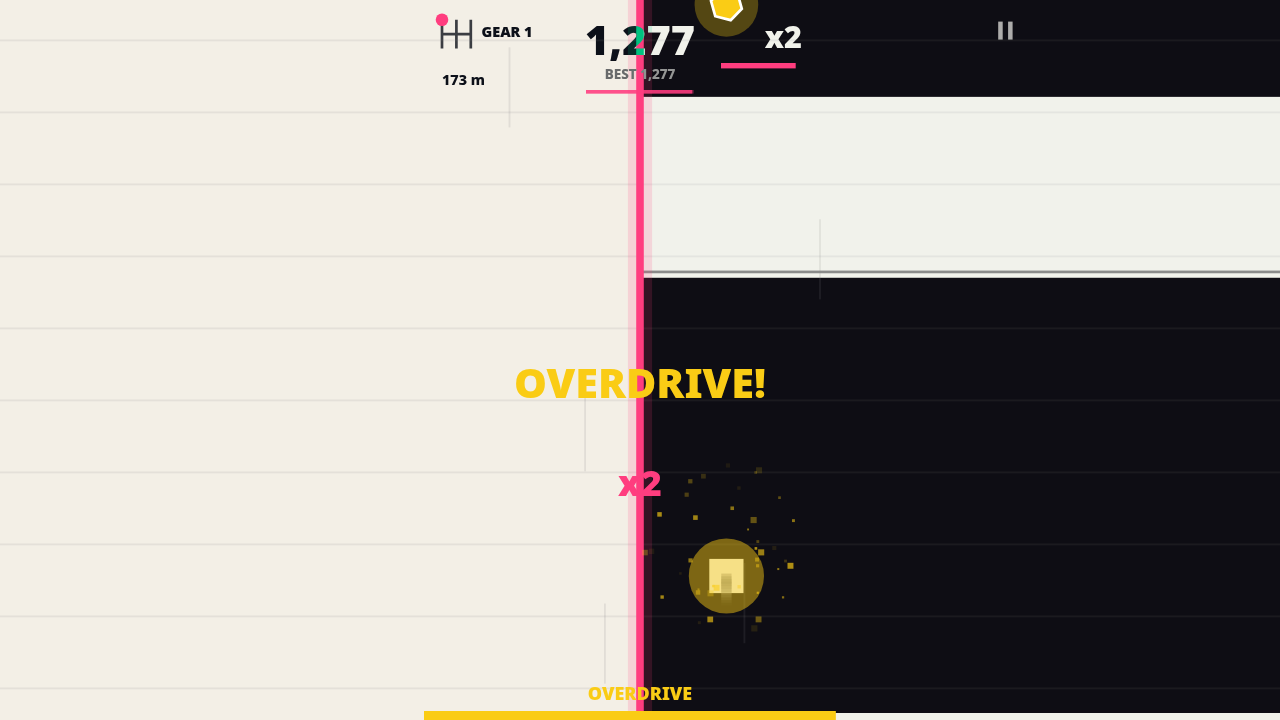 GEAR 1
1,277
x2
BEST 1,277
173 m
OVERDRIVE!
x2
OVERDRIVE